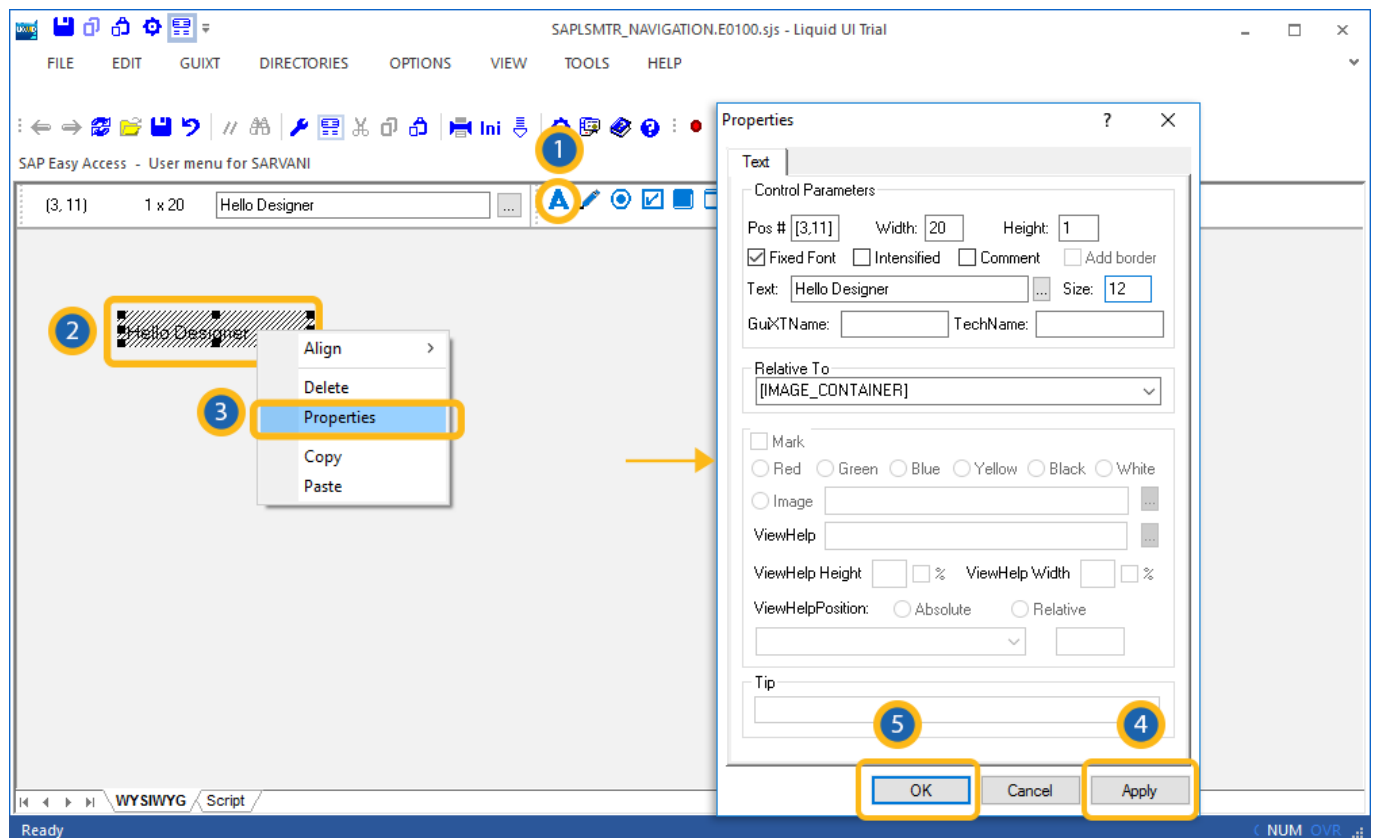 SAPLSMTR_NAVIGATION.E0100.sjs - Liquid UI Trial
FILE EDIT GUIXT DIRECTORIES OPTIONS VIEW TOOLS HELP
// Ini
SAP Easy Access - User menu for SARVANI
1
(3, 11) 1 x 20 Hello Designer ... A
2
Hello Designer
Align >
Delete
3
Properties
Copy
Paste
Properties ? ×
Text
Control Parameters
Pos # [3,11] Width: 20 Height: 1
Fixed Font Intensified Comment Add border
Text: Hello Designer ... Size: 12
GuiXTName: TechName:
Relative To
[IMAGE_CONTAINER]
Mark
Red Green Blue Yellow Black White
Image ...
ViewHelp ...
ViewHelp Height % ViewHelp Width %
ViewHelpPosition: Absolute Relative
Tip
5 4
OK Cancel Apply
WYSIWYG Script
Ready NUM OVR